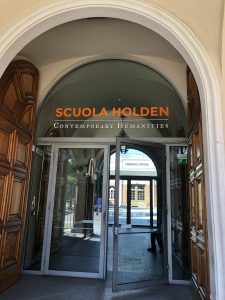 SCUOLA HOLDEN
CONTEMPORARY HUMANITIES